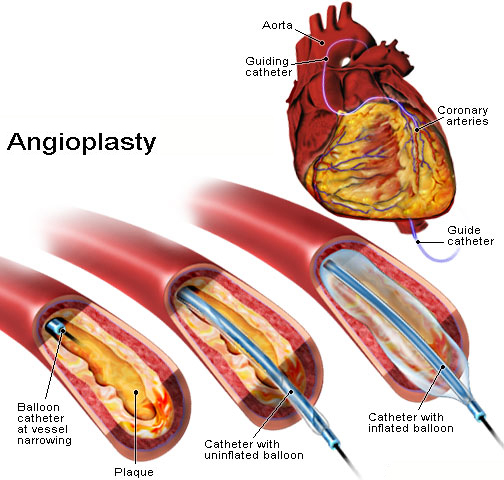 Aorta
Guiding
catheter
Coronary
arteries
Angioplasty
Guide
catheter
Balloon
catheter
at vessel
narrowing
Plaque
Catheter with
uninflated balloon
Catheter with
inflated balloon